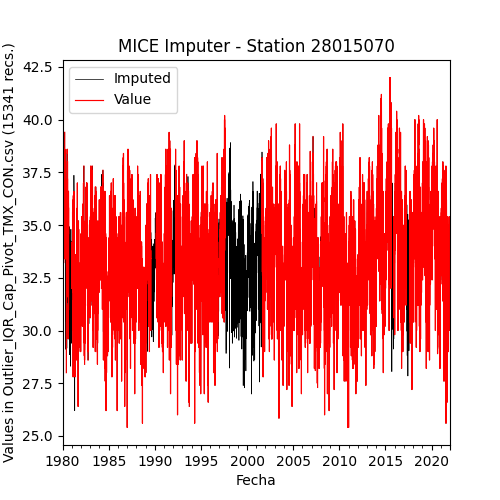 MICE Imputer - Station 28015070
Values in Outlier_IQR_Cap_Pivot_TMX_CON.csv (15341 recs.)
42.5
40.0
37.5
35.0
32.5
30.0
27.5
25.0
Imputed
Value
1980 1985 1990 1995 2000 2005 2010 2015 2020
Fecha